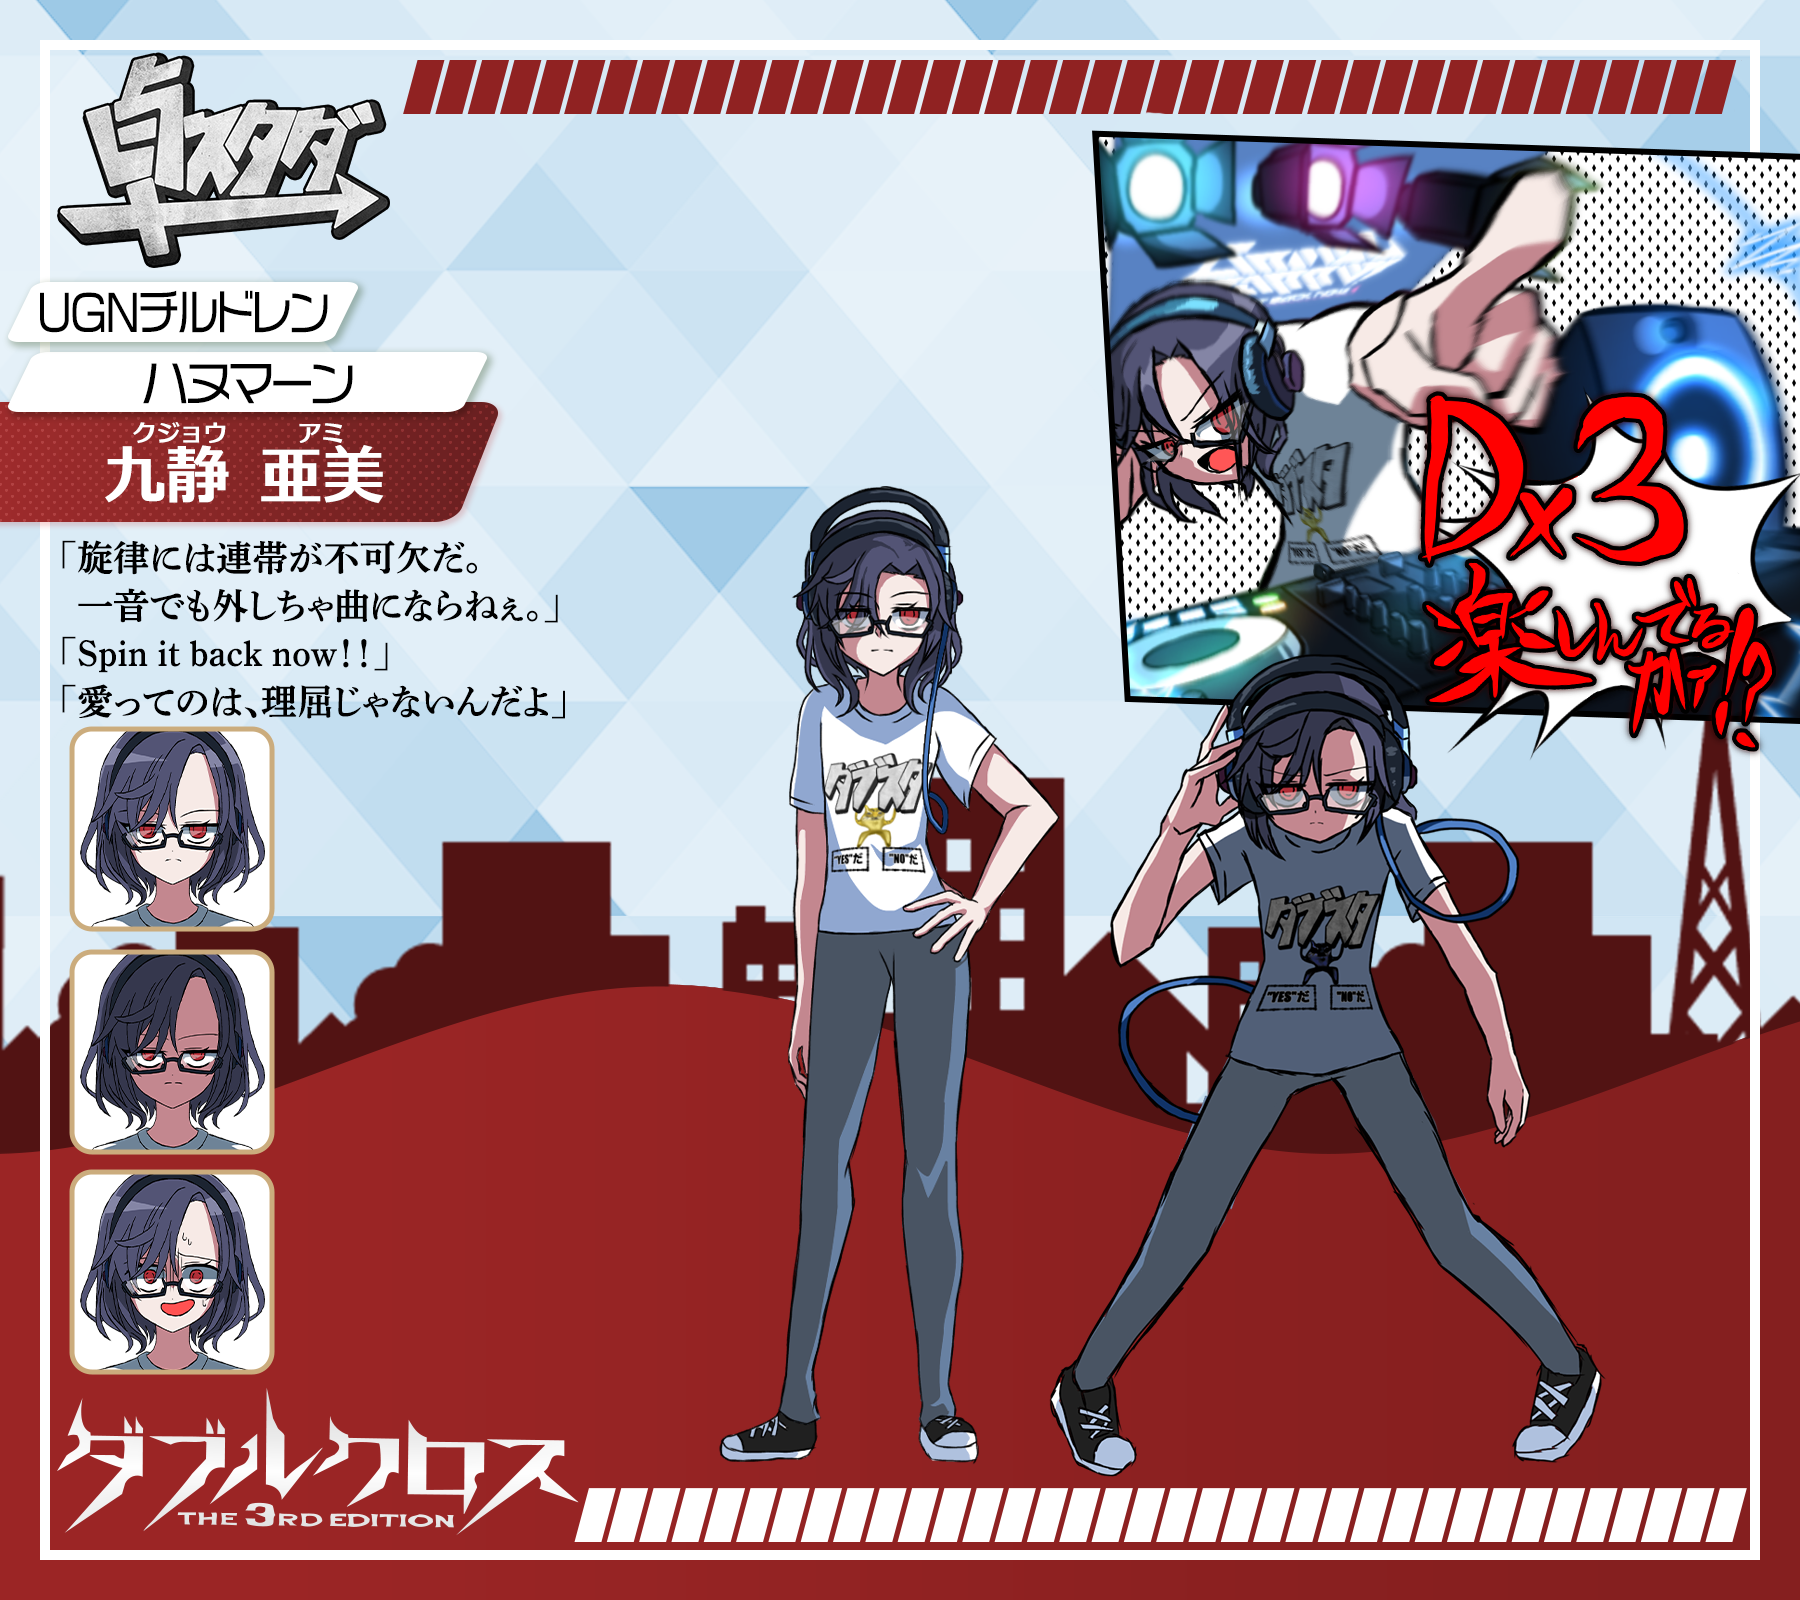 卓スタダ
UGNチルドレン
ハヌマーン
クジョウ アミ
九静 亜美
「旋律には連帯が不可欠だ。
一音でも外しちゃ曲にならねぇ。」
「Spin it back now!!」
「愛ってのは、理屈じゃないんだよ」
Dx3
楽しんでる
カァ!?
ダブスタ
"YES"だ "NO"だ
ダブスタ
"YES"だ "NO"だ
ダブルクロス
THE 3RD EDITION